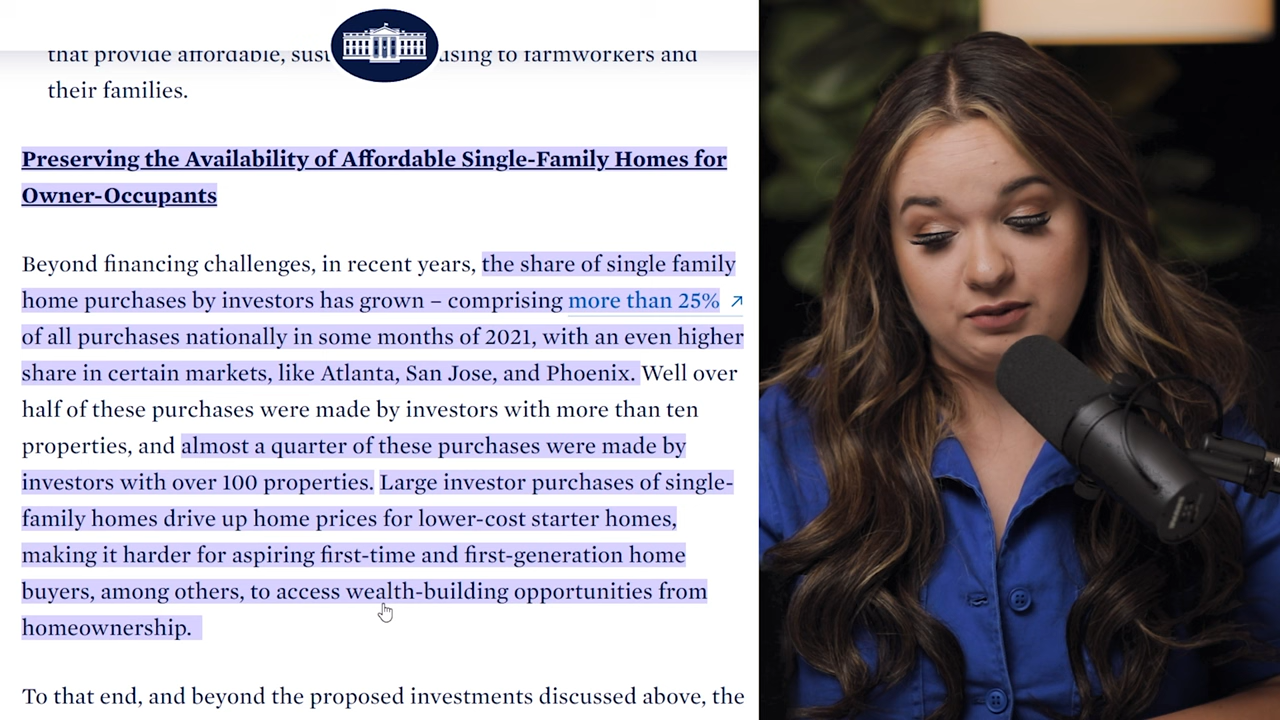 that provide affordable, sust using to farmworkers and
their families.
Preserving the Availability of Affordable Single-Family Homes for
Owner-Occupants
Beyond financing challenges, in recent years, the share of single family
home purchases by investors has grown – comprising more than 25% ↗
of all purchases nationally in some months of 2021, with an even higher
share in certain markets, like Atlanta, San Jose, and Phoenix. Well over
half of these purchases were made by investors with more than ten
properties, and almost a quarter of these purchases were made by
investors with over 100 properties. Large investor purchases of single-
family homes drive up home prices for lower-cost starter homes,
making it harder for aspiring first-time and first-generation home
buyers, among others, to access wealth-building opportunities from
homeownership.
To that end, and beyond the proposed investments discussed above, the